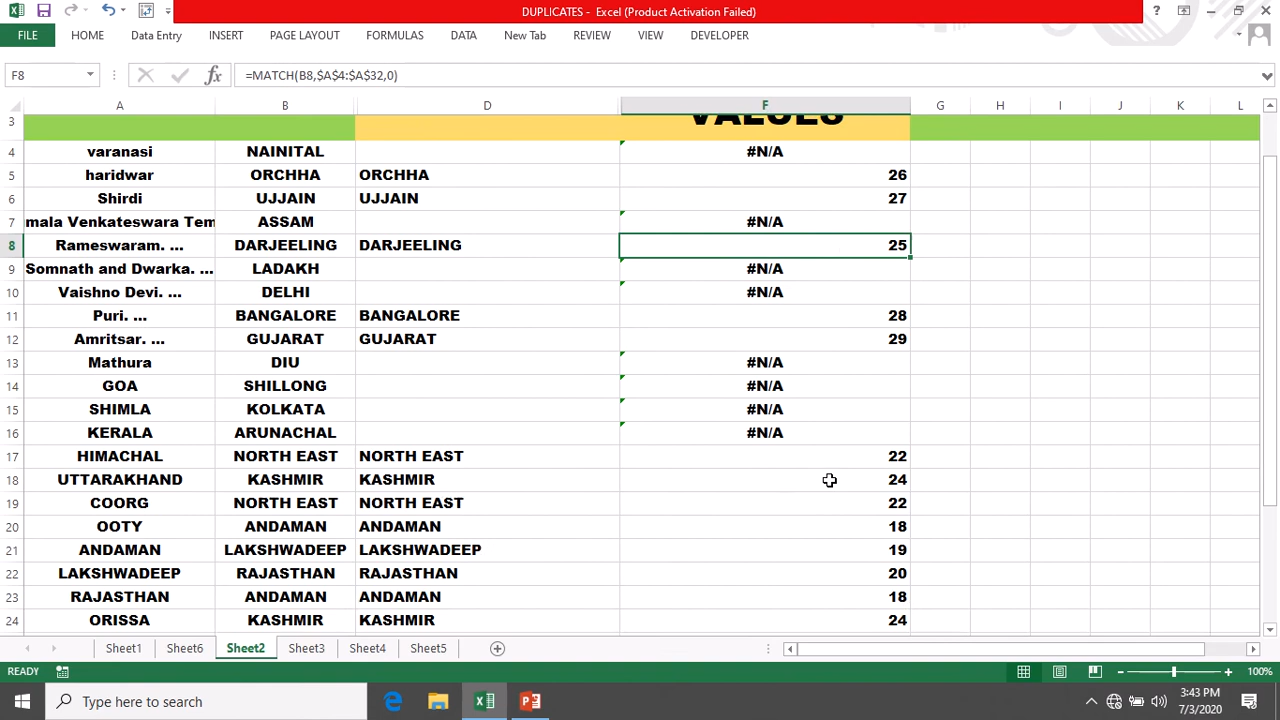 DUPLICATES - Excel (Product Activation Failed)
FILE HOME Data Entry INSERT PAGE LAYOUT FORMULAS DATA New Tab REVIEW VIEW DEVELOPER
F8 fx =MATCH(B8,$A$4:$A$32,0)
A B D F G H I J K L
3 VALUES
4 varanasi NAINITAL #N/A
5 haridwar ORCHHA ORCHHA 26
6 Shirdi UJJAIN UJJAIN 27
7 mala Venkateswara Tem ASSAM #N/A
8 Rameswaram. ... DARJEELING DARJEELING 25
9 Somnath and Dwarka. ... LADAKH #N/A
10 Vaishno Devi. ... DELHI #N/A
11 Puri. ... BANGALORE BANGALORE 28
12 Amritsar. ... GUJARAT GUJARAT 29
13 Mathura DIU #N/A
14 GOA SHILLONG #N/A
15 SHIMLA KOLKATA #N/A
16 KERALA ARUNACHAL #N/A
17 HIMACHAL NORTH EAST NORTH EAST 22
18 UTTARAKHAND KASHMIR KASHMIR 24
19 COORG NORTH EAST NORTH EAST 22
20 OOTY ANDAMAN ANDAMAN 18
21 ANDAMAN LAKSHWADEEP LAKSHWADEEP 19
22 LAKSHWADEEP RAJASTHAN RAJASTHAN 20
23 RAJASTHAN ANDAMAN ANDAMAN 18
24 ORISSA KASHMIR KASHMIR 24
Sheet1 Sheet6 Sheet2 Sheet3 Sheet4 Sheet5
READY 100%
Type here to search
3:43 PM
7/3/2020